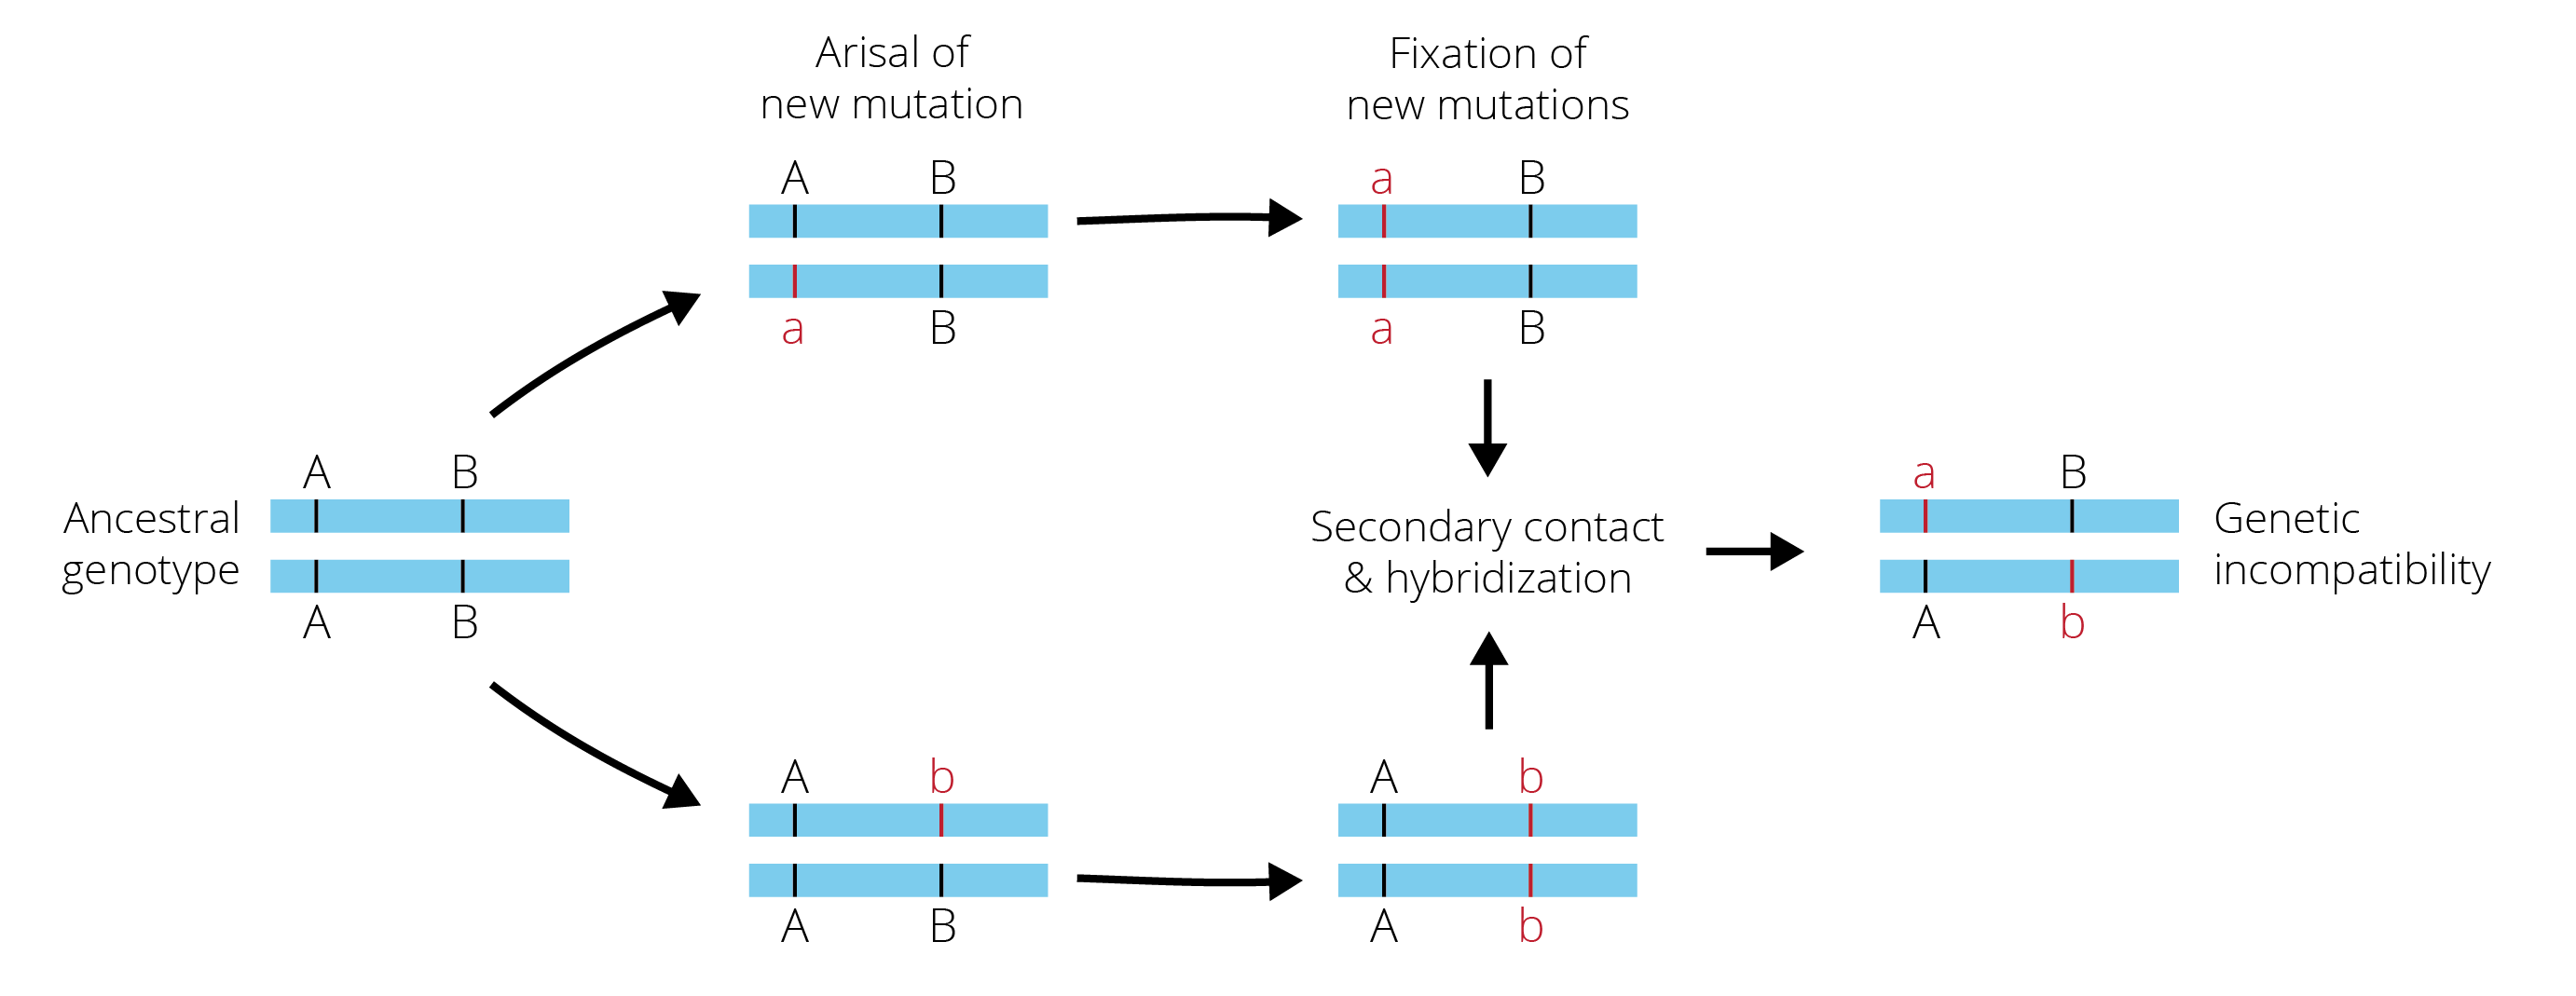 Arisal of
new mutation
Fixation of
new mutations
A B
a B
a B
a B
Ancestral
genotype
A B
A B
Secondary contact
& hybridization
a B
A b
Genetic
incompatibility
A b
A B
A b
A b